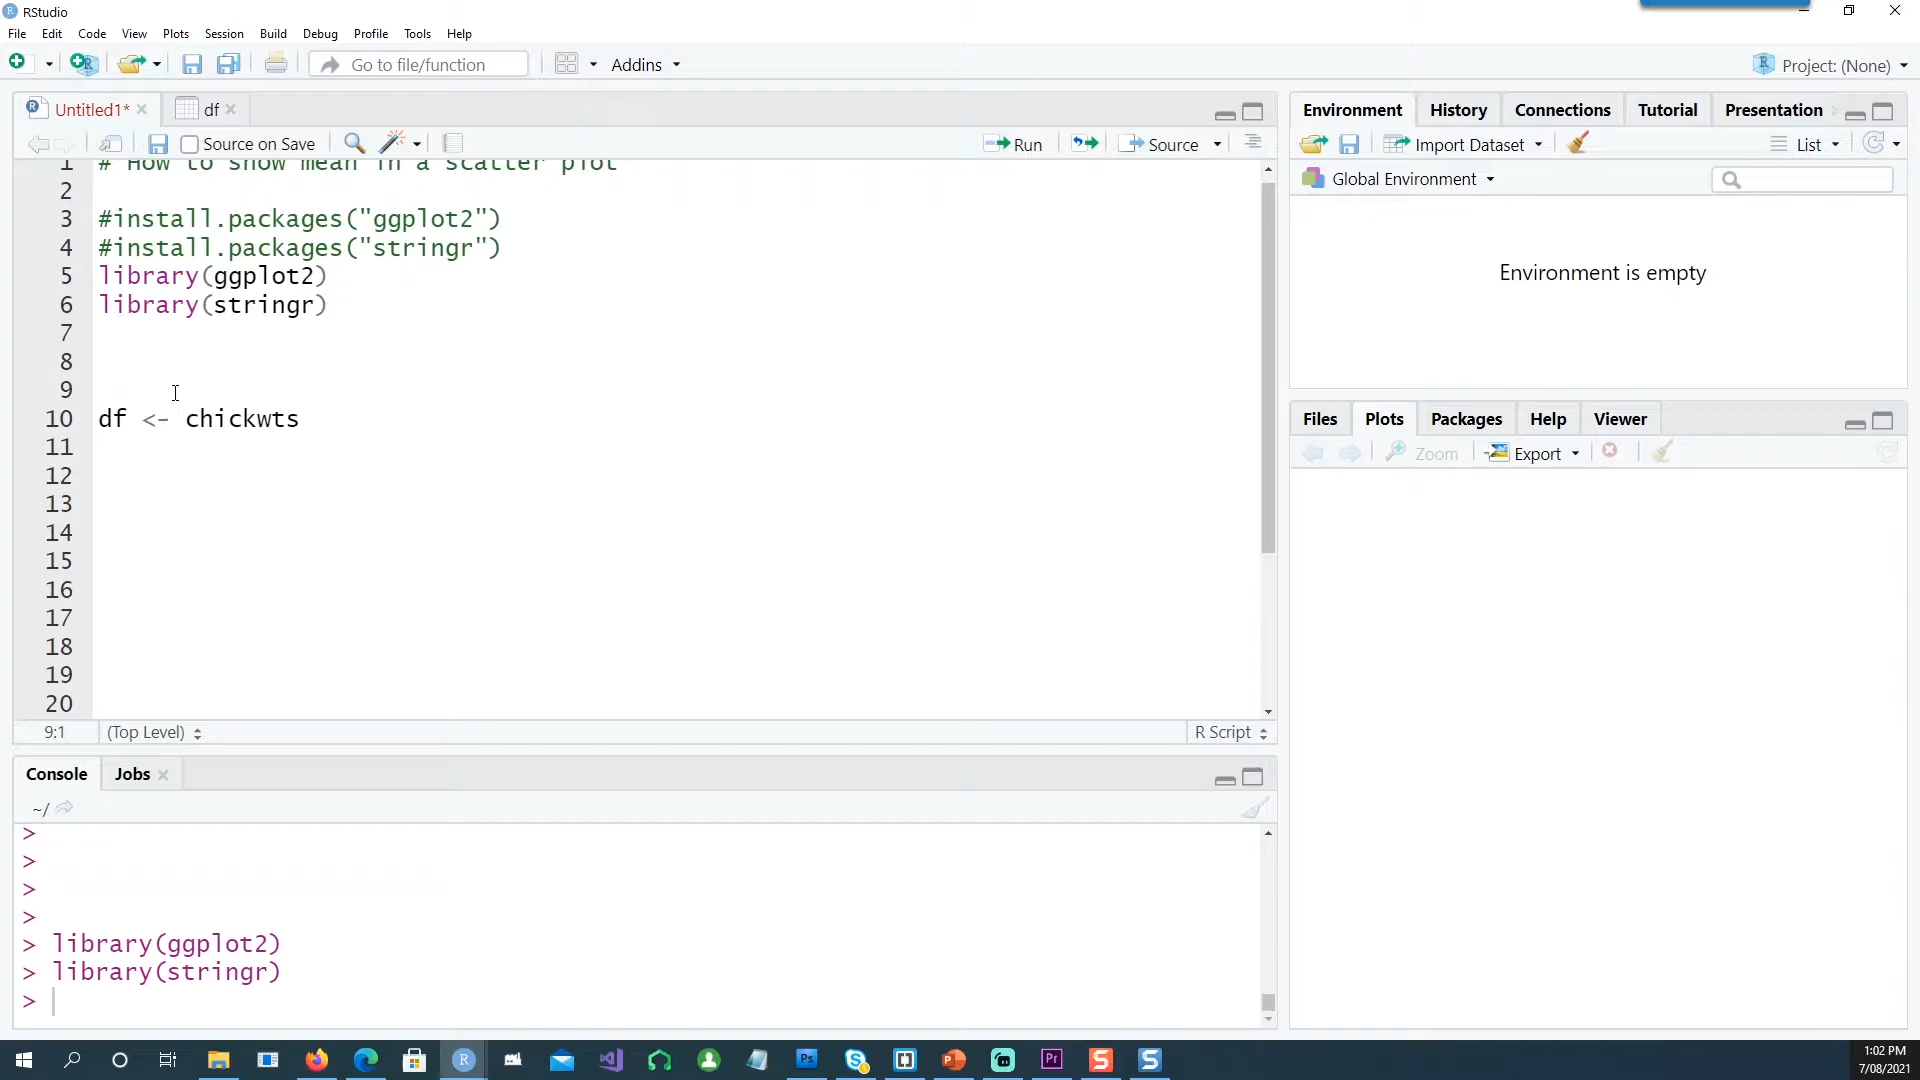 RStudio
File Edit Code View Plots Session Build Debug Profile Tools Help
Go to file/function Addins Project: (None)
Untitled1* df
Source on Save Run Source
1 # How to show mean in a scatter plot
2
3 #install.packages("ggplot2")
4 #install.packages("stringr")
5 library(ggplot2)
6 library(stringr)
7
8
9
10 df <- chickwts
11
12
13
14
15
16
17
18
19
20
9:1 (Top Level) R Script
Console Jobs
~/
>
>
>
>
> library(ggplot2)
> library(stringr)
>
Environment History Connections Tutorial Presentation
Import Dataset List
Global Environment
Environment is empty
Files Plots Packages Help Viewer
Zoom Export
1:02 PM
7/08/2021